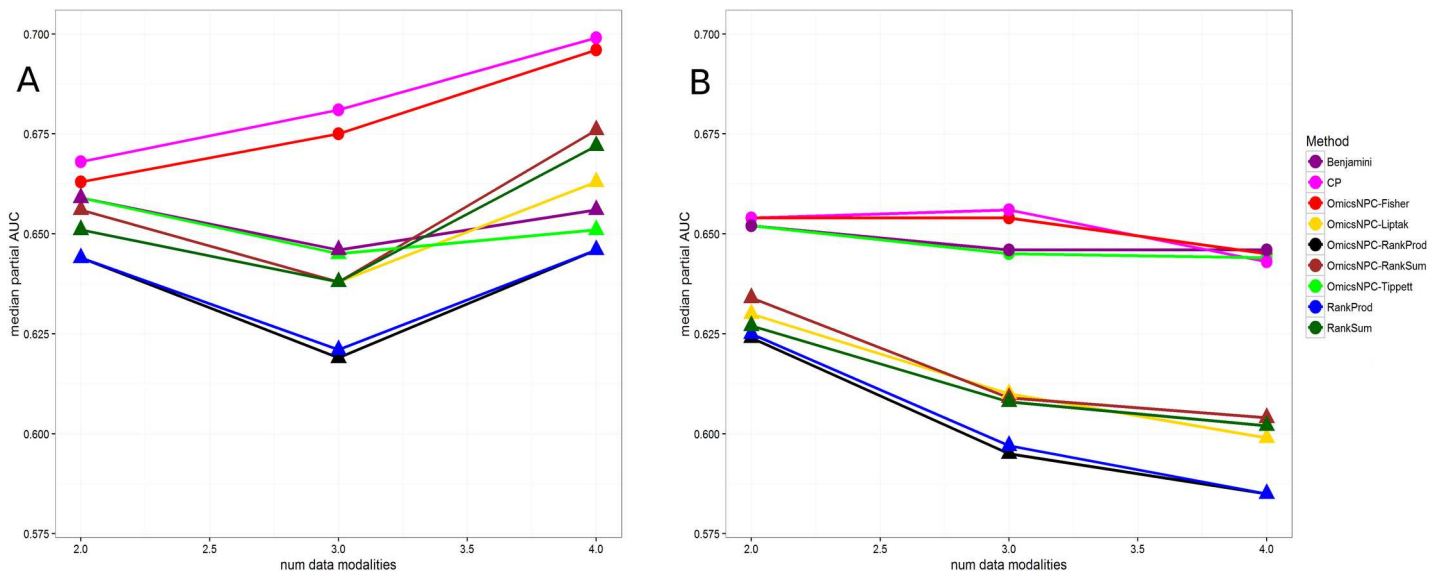 A
median partial AUC
0.700
0.675
0.650
0.625
0.600
0.575
2.0 2.5 3.0 3.5 4.0
num data modalities
B
median partial AUC
0.700
0.675
0.650
0.625
0.600
0.575
2.0 2.5 3.0 3.5 4.0
num data modalities
Method
Benjamini
CP
OmicsNPC-Fisher
OmicsNPC-Liptak
OmicsNPC-RankProd
OmicsNPC-RankSum
OmicsNPC-Tippett
RankProd
RankSum